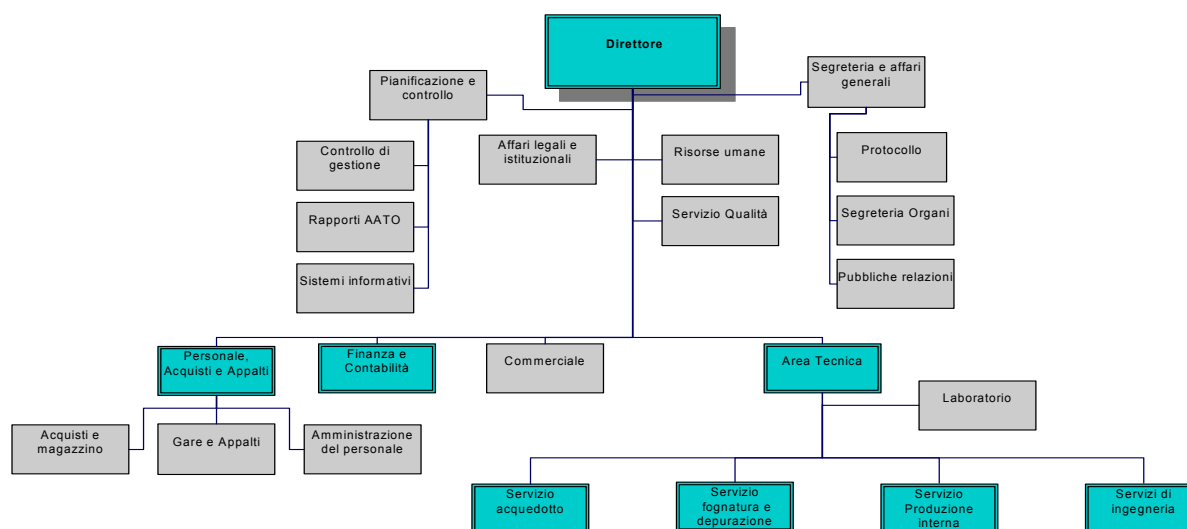 Direttore
Segreteria e affari
generali
Pianificazione e
controllo
Affari legali e
istituzionali
Risorse umane
Protocollo
Controllo di
gestione
Servizio Qualità
Segreteria Organi
Rapporti AATO
Pubbliche relazioni
Sistemi informativi
Personale,
Acquisti e Appalti
Finanza e
Contabilità
Commerciale
Area Tecnica
Laboratorio
Acquisti e
magazzino
Gare e Appalti
Amministrazione
del personale
Servizio
acquedotto
Servizio
fognatura e
depurazione
Servizio
Produzione
interna
Servizi di
ingegneria